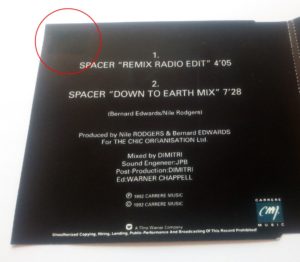 1.
SPACER "REMIX RADIO EDIT" 4'05
2.
SPACER "DOWN TO EARTH MIX" 7'28
(Bernard Edwards/Nile Rodgers)
Produced by Nile RODGERS & Bernard EDWARDS
For THE CHIC ORGANISATION Ltd.
Mixed by DIMITRI
Sound Engeneer:JPB
Post-Production:DIMITRI
Ed:WARNER CHAPPELL
℗ 1992 CARRERE MUSIC
© 1992 CARRERE MUSIC
A Time Warner Company
Unauthorized Copying, Hiring, Lending, Public Performance And Broadcasting Of This Record Prohibited!
CARRERE
MUSIC